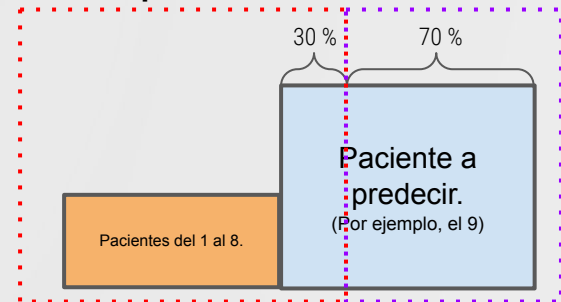 30 %
70 %
Paciente a
predecir.
(Por ejemplo, el 9)
Pacientes del 1 al 8.